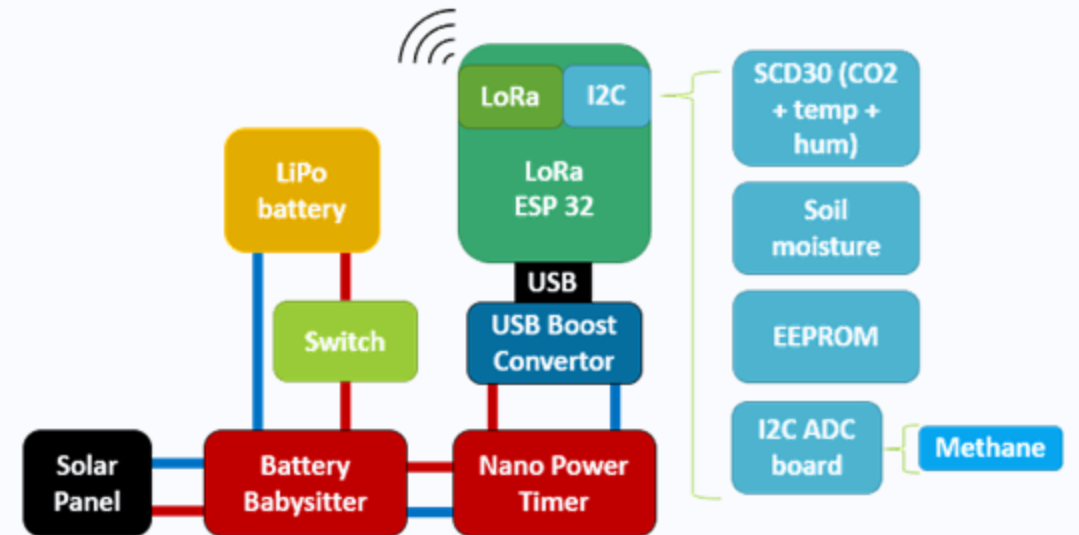 LoRa
I2C
LoRa
ESP 32
USB
USB Boost
Convertor
LiPo
battery
Switch
Solar
Panel
Battery
Babysitter
Nano Power
Timer
SCD30 (CO2
+ temp +
hum)
Soil
moisture
EEPROM
I2C ADC
board
Methane